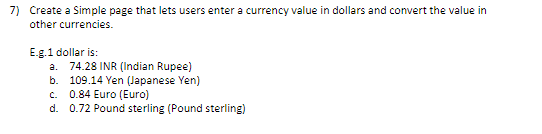 7) Create a Simple page that lets users enter a currency value in dollars and convert the value in
other currencies.
E.g.1 dollar is:
a. 74.28 INR (Indian Rupee)
b. 109.14 Yen (Japanese Yen)
c. 0.84 Euro (Euro)
d. 0.72 Pound sterling (Pound sterling)